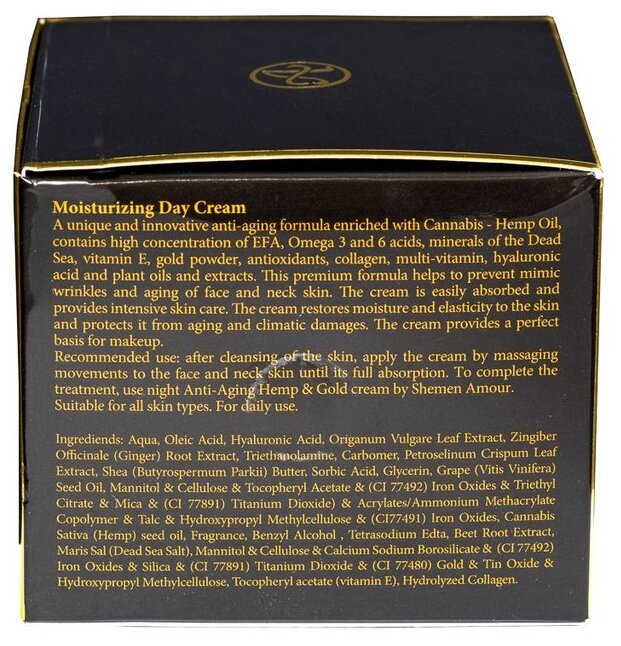 Moisturizing Day Cream
A unique and innovative anti-aging formula enriched with Cannabis - Hemp Oil,
contains high concentration of EFA, Omega 3 and 6 acids, minerals of the Dead
Sea, vitamin E, gold powder, antioxidants, collagen, multi-vitamin, hyaluronic
acid and plant oils and extracts. This premium formula helps to prevent mimic
wrinkles and aging of face and neck skin. The cream is easily absorbed and
provides intensive skin care. The cream restores moisture and elasticity to the skin
and protects it from aging and climatic damages. The cream provides a perfect
basis for makeup.
Recommended use: after cleansing of the skin, apply the cream by massaging
movements to the face and neck skin until its full absorption. To complete the
treatment, use night Anti-Aging Hemp & Gold cream by Shemen Amour.
Suitable for all skin types. For daily use.
Ingrediends: Aqua, Oleic Acid, Hyaluronic Acid, Origanum Vulgare Leaf Extract, Zingiber
Officinale (Ginger) Root Extract, Triethanolamine, Carbomer, Petroselinum Crispum Leaf
Extract, Shea (Butyrospermum Parkii) Butter, Sorbic Acid, Glycerin, Grape (Vitis Vinifera)
Seed Oil, Mannitol & Cellulose & Tocopheryl Acetate & (CI 77492) Iron Oxides & Triethyl
Citrate & Mica & (CI 77891) Titanium Dioxide) & Acrylates/Ammonium Methacrylate
Copolymer & Talc & Hydroxypropyl Methylcellulose & (CI77491) Iron Oxides, Cannabis
Sativa (Hemp) seed oil, Fragrance, Benzyl Alcohol , Tetrasodium Edta, Beet Root Extract,
Maris Sal (Dead Sea Salt), Mannitol & Cellulose & Calcium Sodium Borosilicate & (CI 77492)
Iron Oxides & Silica & (CI 77891) Titanium Dioxide & (CI 77480) Gold & Tin Oxide &
Hydroxypropyl Methylcellulose, Tocopheryl acetate (vitamin E), Hydrolyzed Collagen.